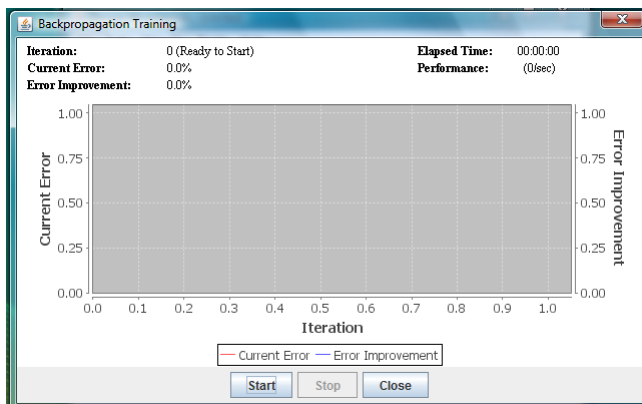 Backpropagation Training
Iteration: 0 (Ready to Start) Elapsed Time: 00:00:00
Current Error: 0.0% Performance: (0/sec)
Error Improvement: 0.0%
1.00
0.75
0.50
0.25
0.00
Current Error
1.00
0.75
0.50
0.25
0.00
Error Improvement
0.0 0.1 0.2 0.3 0.4 0.5 0.6 0.7 0.8 0.9 1.0
Iteration
Current Error Error Improvement
Start Stop Close